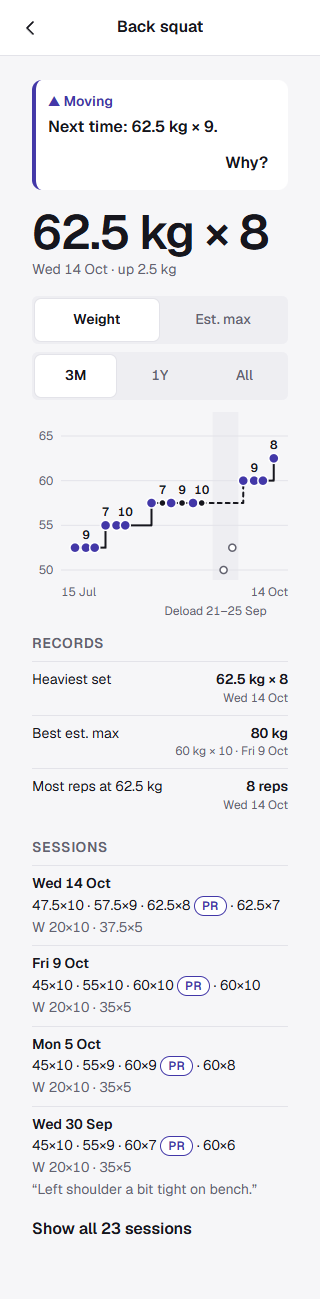 Back squat
Moving
Next time: 62.5 kg × 9.
Why?
62.5 kg × 8
Wed 14 Oct · up 2.5 kg
Weight Est. max
3M 1Y All
8
65
9
7 9 10
60
7 10
55
9
50
15 Jul 14 Oct
Deload 21–25 Sep
RECORDS
Heaviest set 62.5 kg × 8
Wed 14 Oct
Best est. max 80 kg
60 kg × 10 · Fri 9 Oct
Most reps at 62.5 kg 8 reps
Wed 14 Oct
SESSIONS
Wed 14 Oct
47.5×10 · 57.5×9 · 62.5×8 PR · 62.5×7
W 20×10 · 37.5×5
Fri 9 Oct
45×10 · 55×10 · 60×10 PR · 60×10
W 20×10 · 35×5
Mon 5 Oct
45×10 · 55×9 · 60×9 PR · 60×8
W 20×10 · 35×5
Wed 30 Sep
45×10 · 55×9 · 60×7 PR · 60×6
W 20×10 · 35×5
“Left shoulder a bit tight on bench.”
Show all 23 sessions